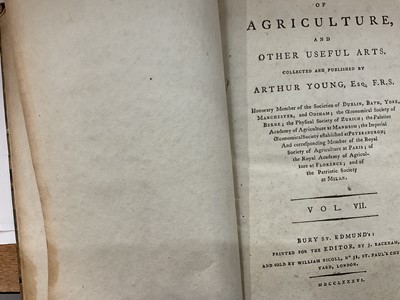 OF
AGRICULTURE,
AND
OTHER USEFUL ARTS.
COLLECTED AND PUBLISHED BY
ARTHUR YOUNG, Esq. F.R.S.
Honorary Member of the Societies of DUBLIN, BATH, YORK,
MANCHESTER, and ODIHAM; the Œconomical Society of
BERNE; the Physical Society of ZURICH; the Palatine
Academy of Agriculture at MANHEIM; the Imperial
Œconomical Society established at PETERSBURGH;
And corresponding Member of the Royal
Society of Agriculture at PARIS; of
the Royal Academy of Agricul-
ture at FLORENCE; and of
the Patriotic Society
at MILAN.
VOL. VII.
BURY St. EDMUND's:
PRINTED FOR THE EDITOR, BY J. RACKHAM,
AND SOLD BY WILLIAM NICOLL, No. 51, ST. PAUL's CHU
YARD, LONDON.
MDCCLXXXVI.